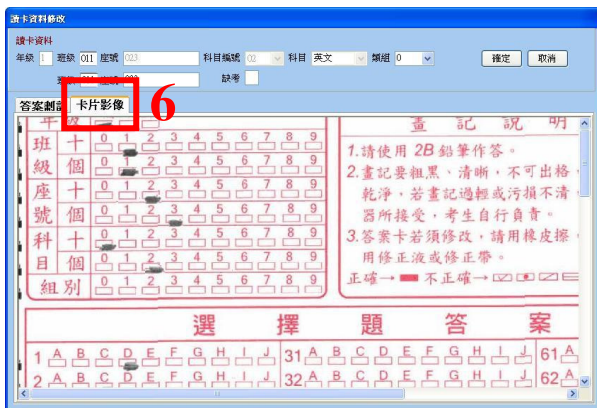 讀卡資料修改
讀卡資料
年級 1 班級 011 座號 023 科目編號 02 科目 英文 類組 0 確定 取消
缺考
答案劃記 卡片影像 6
年級
班 十 0 1 2 3 4 5 6 7 8 9
級 個 0 1 2 3 4 5 6 7 8 9
座 十 0 1 2 3 4 5 6 7 8 9
號 個 0 1 2 3 4 5 6 7 8 9
科 十 0 1 2 3 4 5 6 7 8 9
目 個 0 1 2 3 4 5 6 7 8 9
組別 0 1 2 3 4 5 6 7 8 9
畫記說明
1.請使用 2B 鉛筆作答。
2.畫記要粗黑、清晰,不可出格,
乾淨,若畫記過輕或污損不清,
器所接受,考生自行負責。
3.答案卡若須修改,請用橡皮擦,
用修正液或修正帶。
正確→ 不正確→
選擇題答案
1 A B C D E F G H I J 31 A B C D E F G H I J 61 A
2 A B C D E F G H I J 32 A B C D E F G H I J 62 A